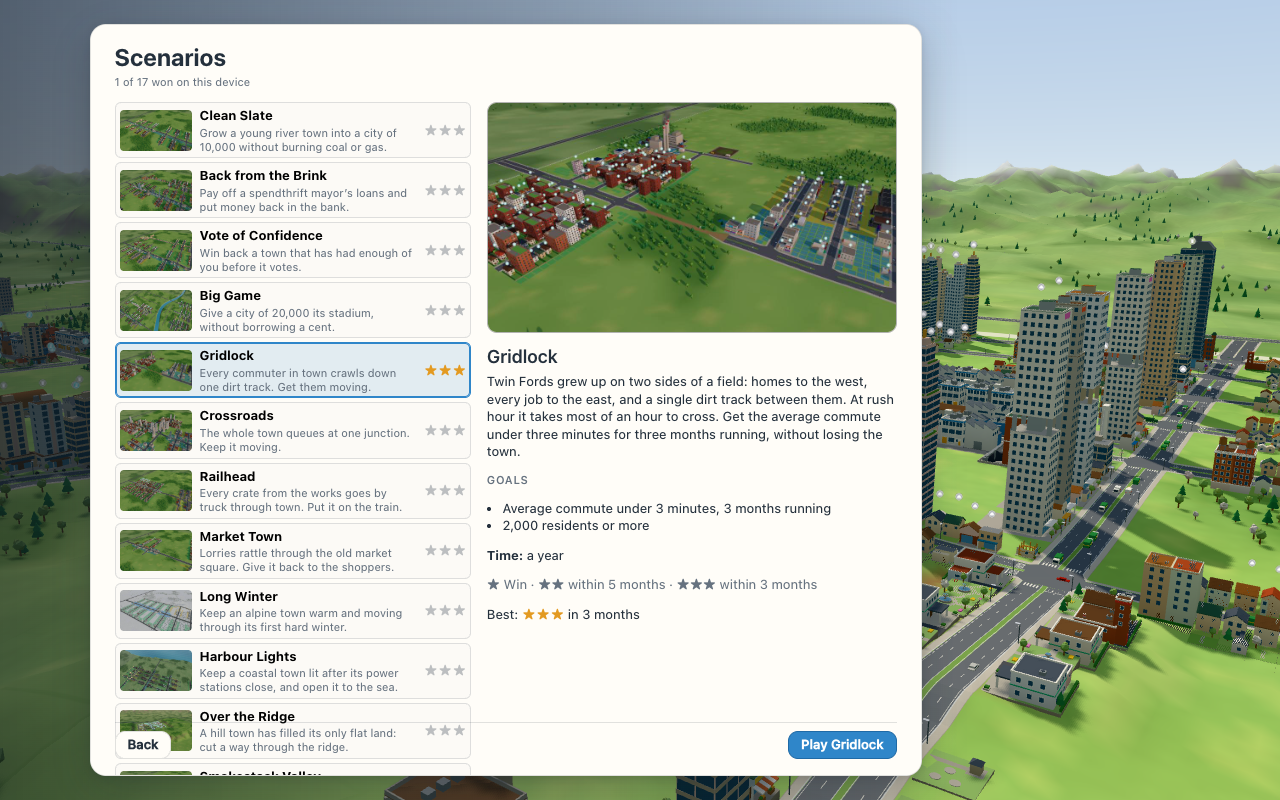 Scenarios
1 of 17 won on this device
Clean Slate
Grow a young river town into a city of
10,000 without burning coal or gas.
Back from the Brink
Pay off a spendthrift mayor's loans and
put money back in the bank.
Vote of Confidence
Win back a town that has had enough of
you before it votes.
Big Game
Give a city of 20,000 its stadium,
without borrowing a cent.
Gridlock
Every commuter in town crawls down
one dirt track. Get them moving.
Crossroads
The whole town queues at one junction.
Keep it moving.
Railhead
Every crate from the works goes by
truck through town. Put it on the train.
Market Town
Lorries rattle through the old market
square. Give it back to the shoppers.
Long Winter
Keep an alpine town warm and moving
through its first hard winter.
Harbour Lights
Keep a coastal town lit after its power
stations close, and open it to the sea.
Over the Ridge
A hill town has filled its only flat land:
cut a way through the ridge.
Back
Gridlock
Twin Fords grew up on two sides of a field: homes to the west,
every job to the east, and a single dirt track between them. At rush
hour it takes most of an hour to cross. Get the average commute
under three minutes for three months running, without losing the
town.
GOALS
• Average commute under 3 minutes, 3 months running
• 2,000 residents or more
Time: a year
★ Win · ★★ within 5 months · ★★★ within 3 months
Best: ★★★ in 3 months
Play Gridlock